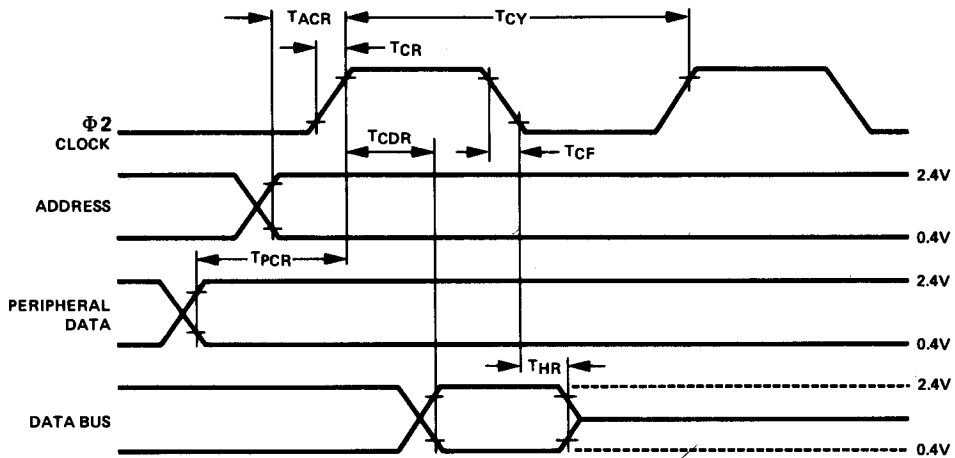 TACR
TCY
TCR
Φ2
CLOCK
TCDR
TCF
ADDRESS
2.4V
0.4V
TPCR
PERIPHERAL
DATA
2.4V
0.4V
THR
DATA BUS
2.4V
0.4V